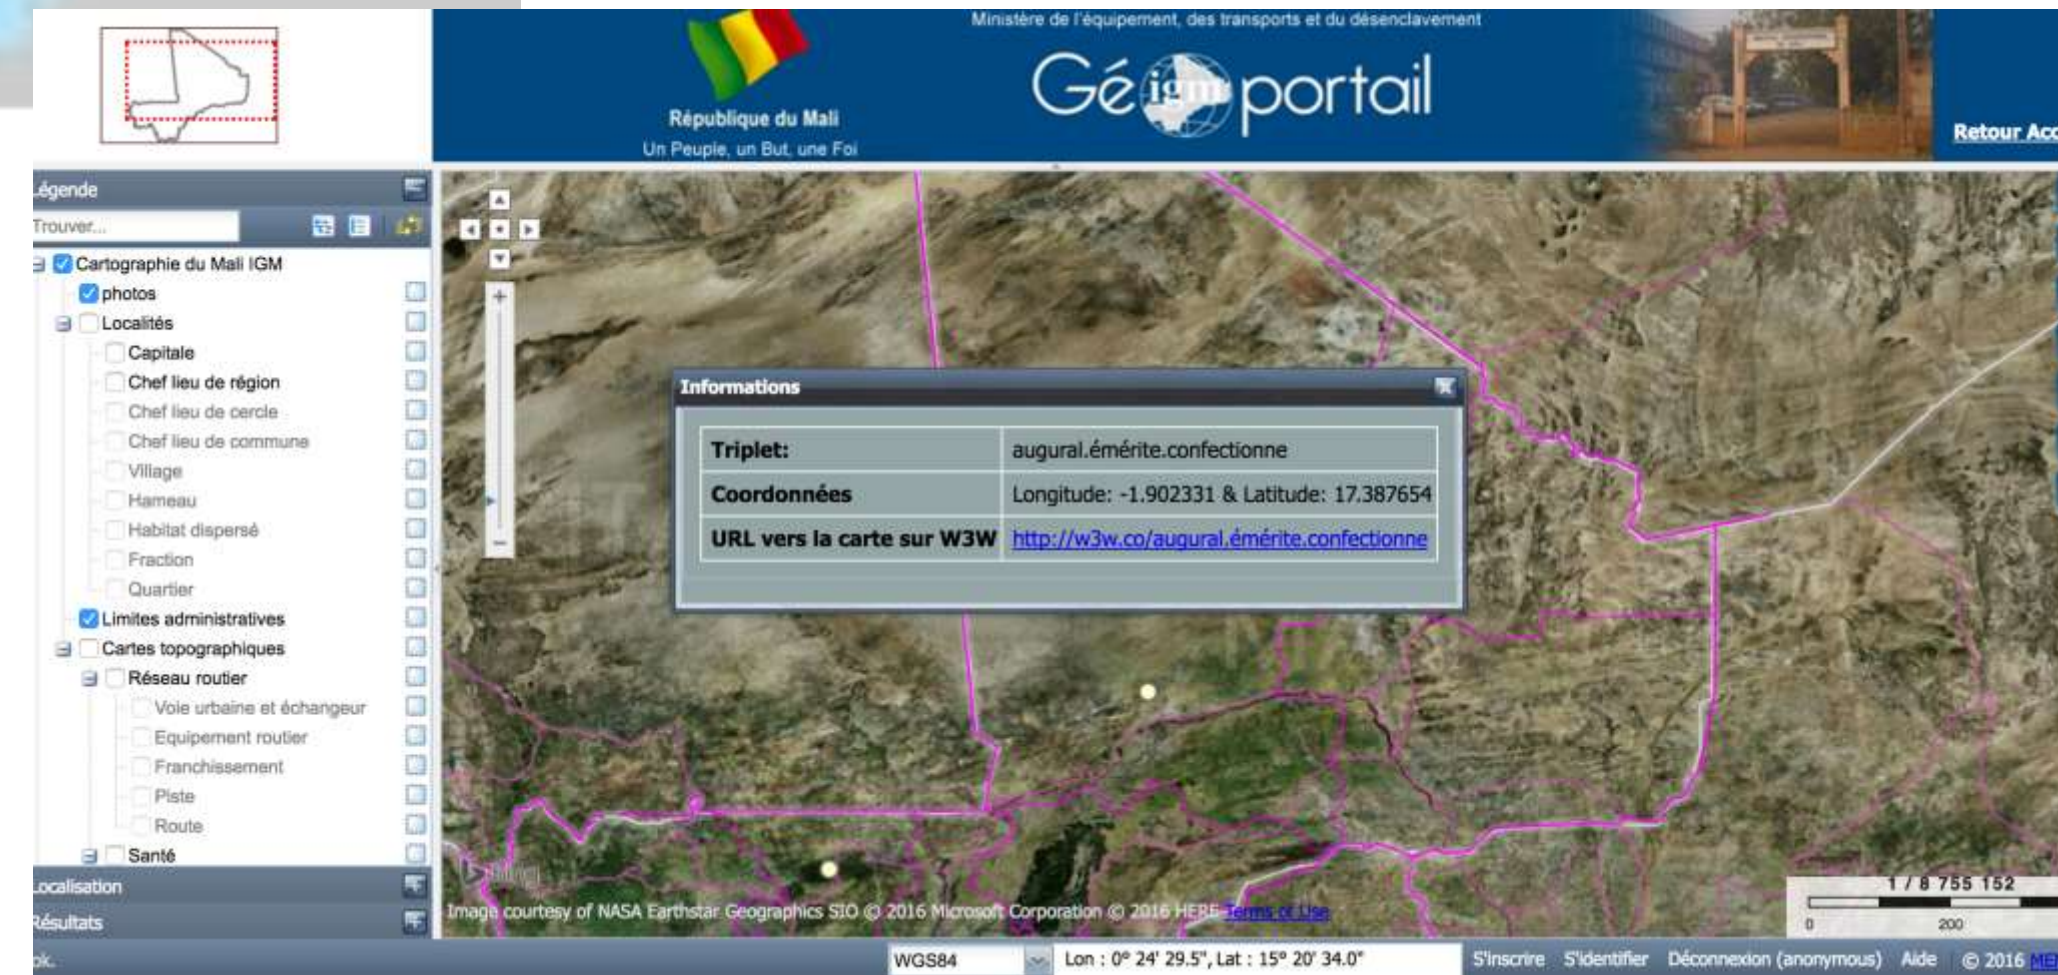 Ministère de l'équipement, des transports et du désenclavement
Géoigm portail
République du Mali
Un Peuple, un But, une Foi
Retour Acc
Légende
Trouver...
Cartographie du Mali IGM
photos
Localités
Capitale
Chef lieu de région
Chef lieu de cercle
Chef lieu de commune
Village
Hameau
Habitat dispersé
Fraction
Quartier
Limites administratives
Cartes topographiques
Réseau routier
Voie urbaine et échangeur
Equipement routier
Franchissement
Piste
Route
Santé
Localisation
Résultats
ok.
Informations
Triplet: augural.émérite.confectionne
Coordonnées Longitude: -1.902331 & Latitude: 17.387654
URL vers la carte sur W3W http://w3w.co/augural.émérite.confectionne
bing
Image courtesy of NASA Earthstar Geographics SIO © 2016 Microsoft Corporation © 2016 HERE Terms of Use
1 / 8 755 152
0 200
WGS84 Lon : 0° 24' 29.5", Lat : 15° 20' 34.0" S'inscrire S'identifier Déconnexion (anonymous) Aide © 2016